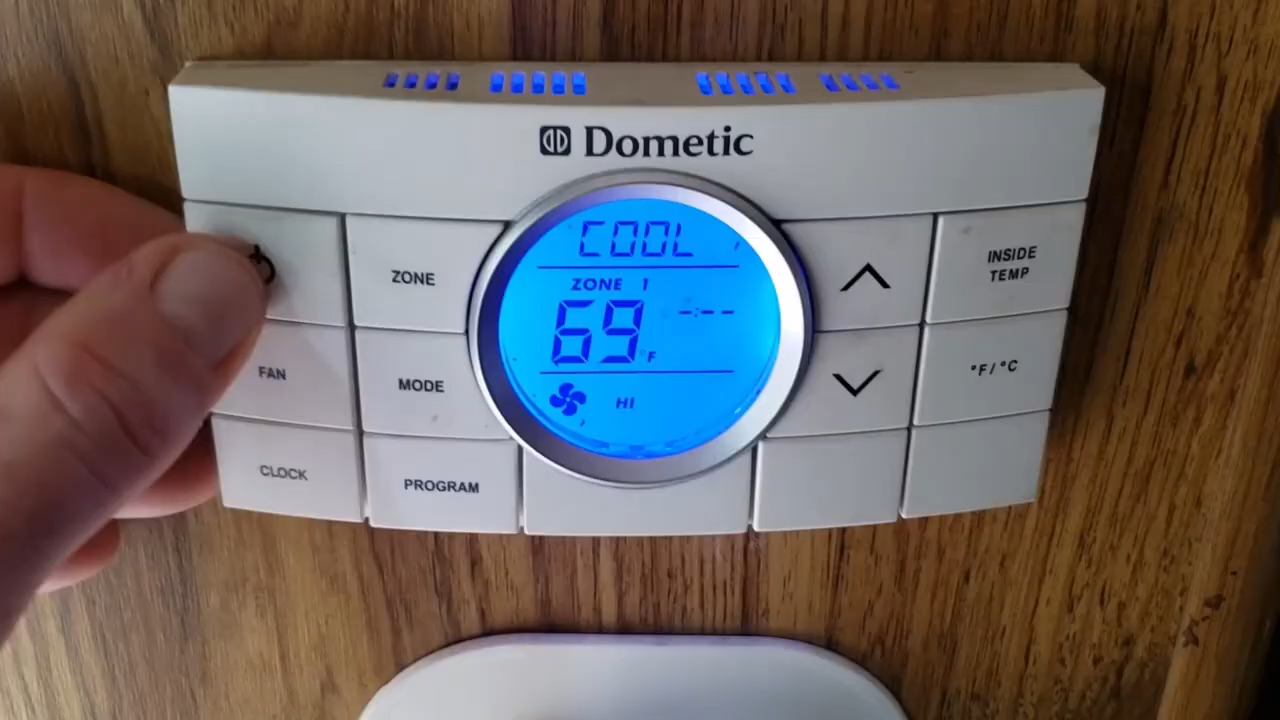 Dometic
COOL
ZONE 1
69°F -:--
HI
ZONE
FAN
MODE
CLOCK
PROGRAM
INSIDE
TEMP
°F/°C